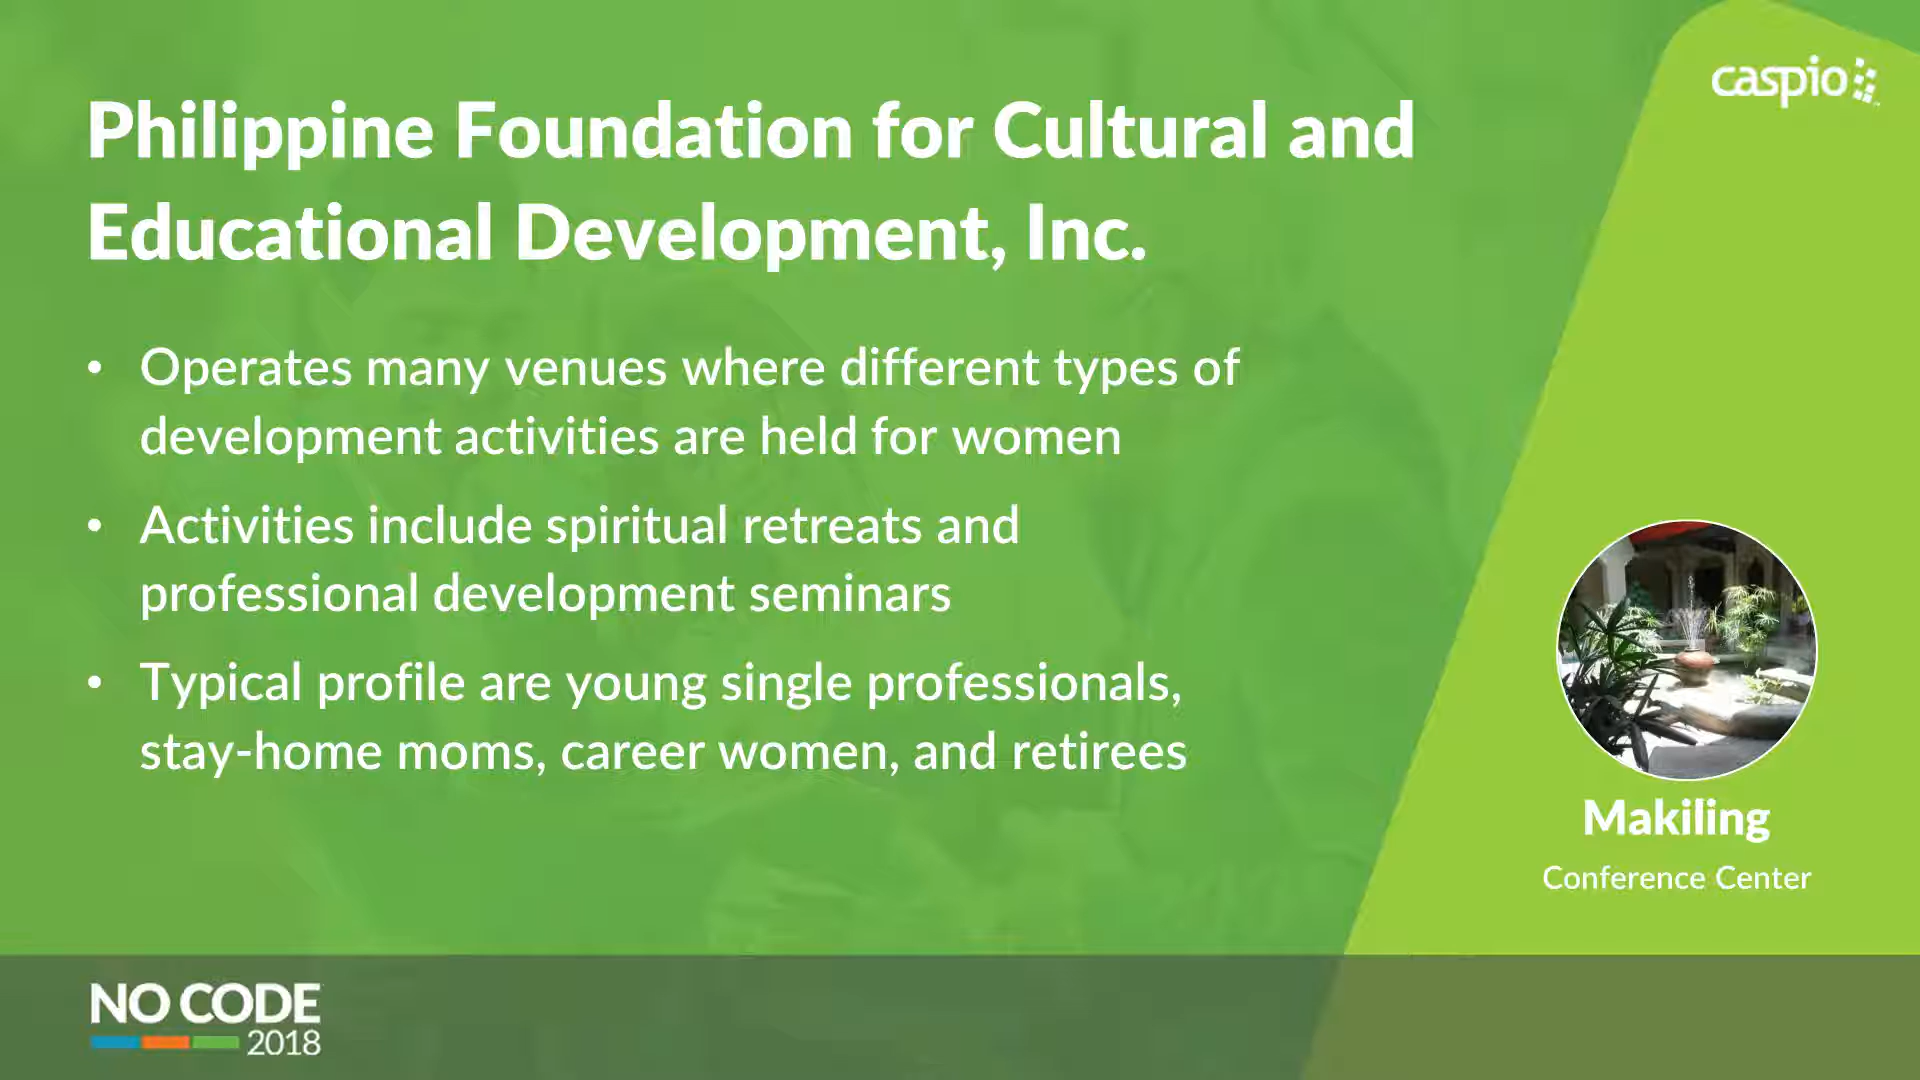 caspio
Philippine Foundation for Cultural and
Educational Development, Inc.
• Operates many venues where different types of
development activities are held for women
• Activities include spiritual retreats and
professional development seminars
• Typical profile are young single professionals,
stay-home moms, career women, and retirees
Makiling
Conference Center
NO CODE
2018